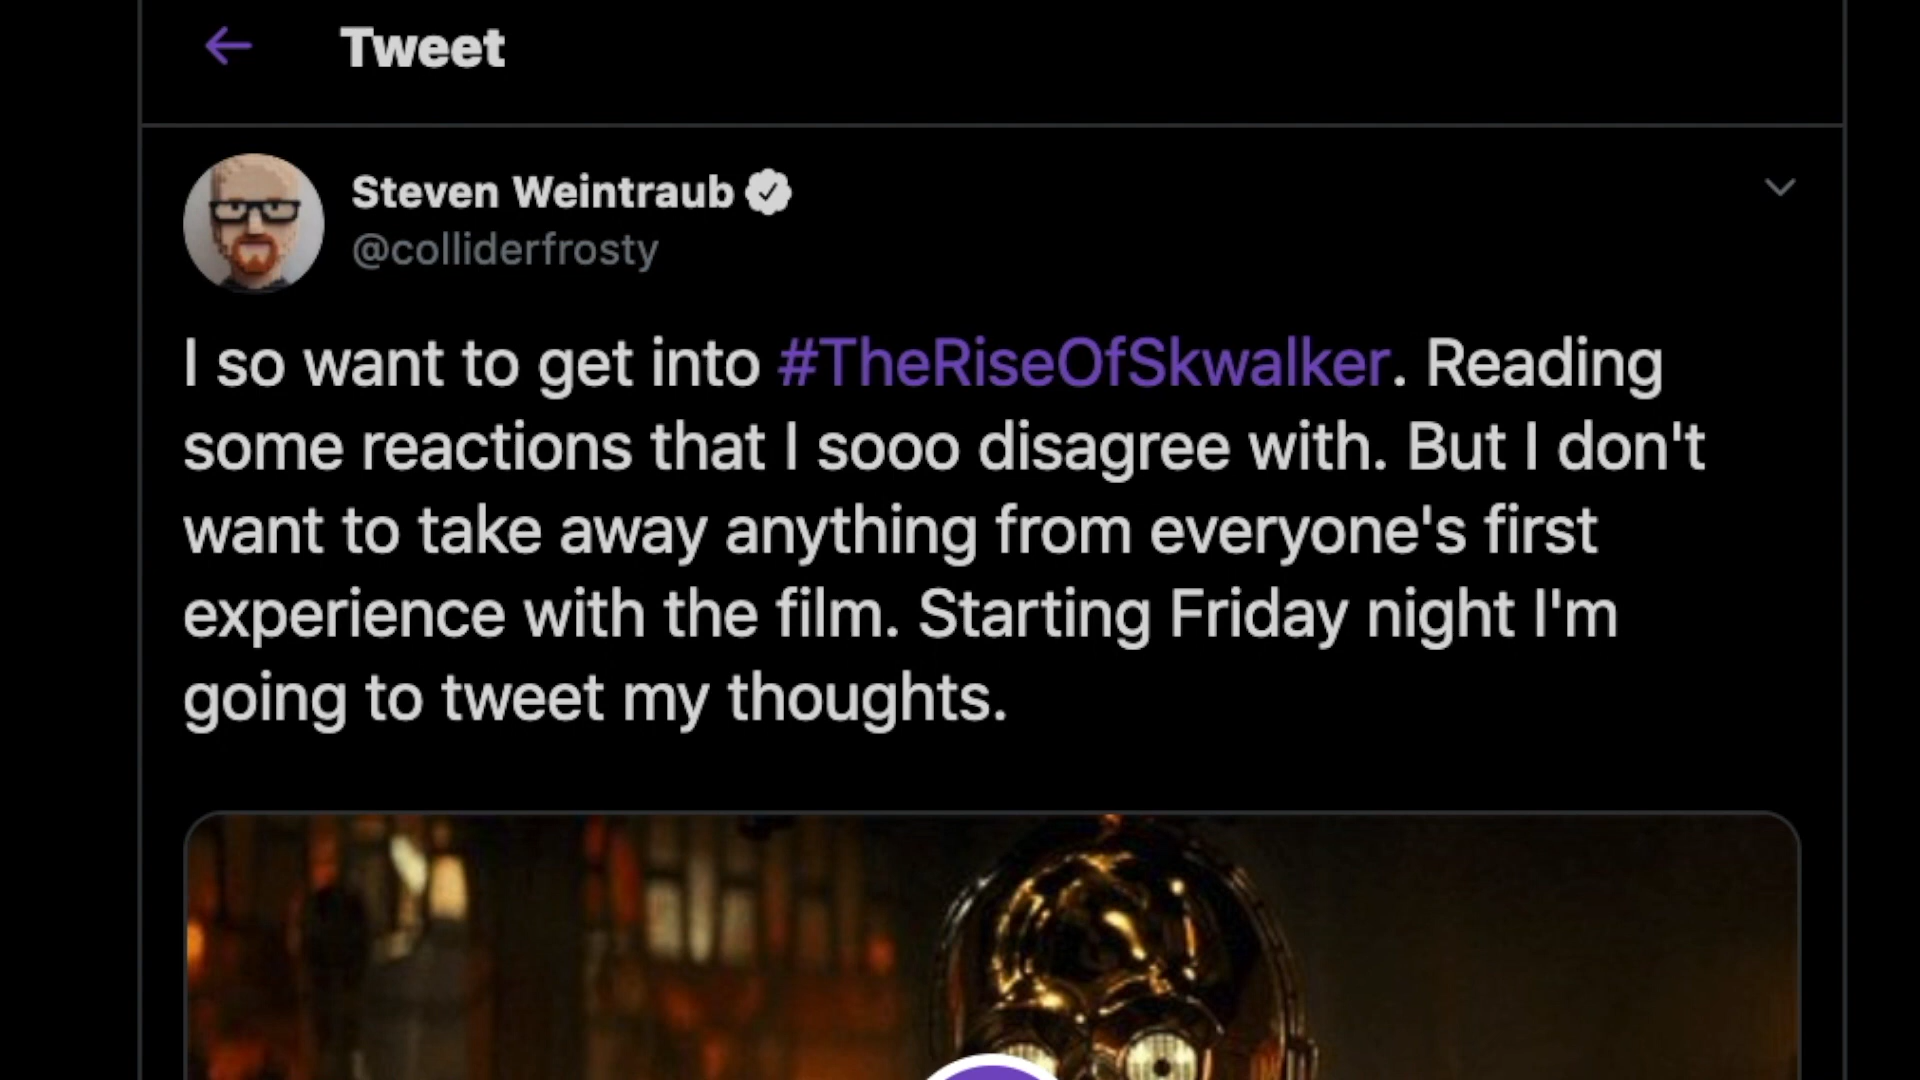 Tweet
Steven Weintraub
@colliderfrosty
I so want to get into #TheRiseOfSkwalker. Reading
some reactions that I sooo disagree with. But I don't
want to take away anything from everyone's first
experience with the film. Starting Friday night I'm
going to tweet my thoughts.